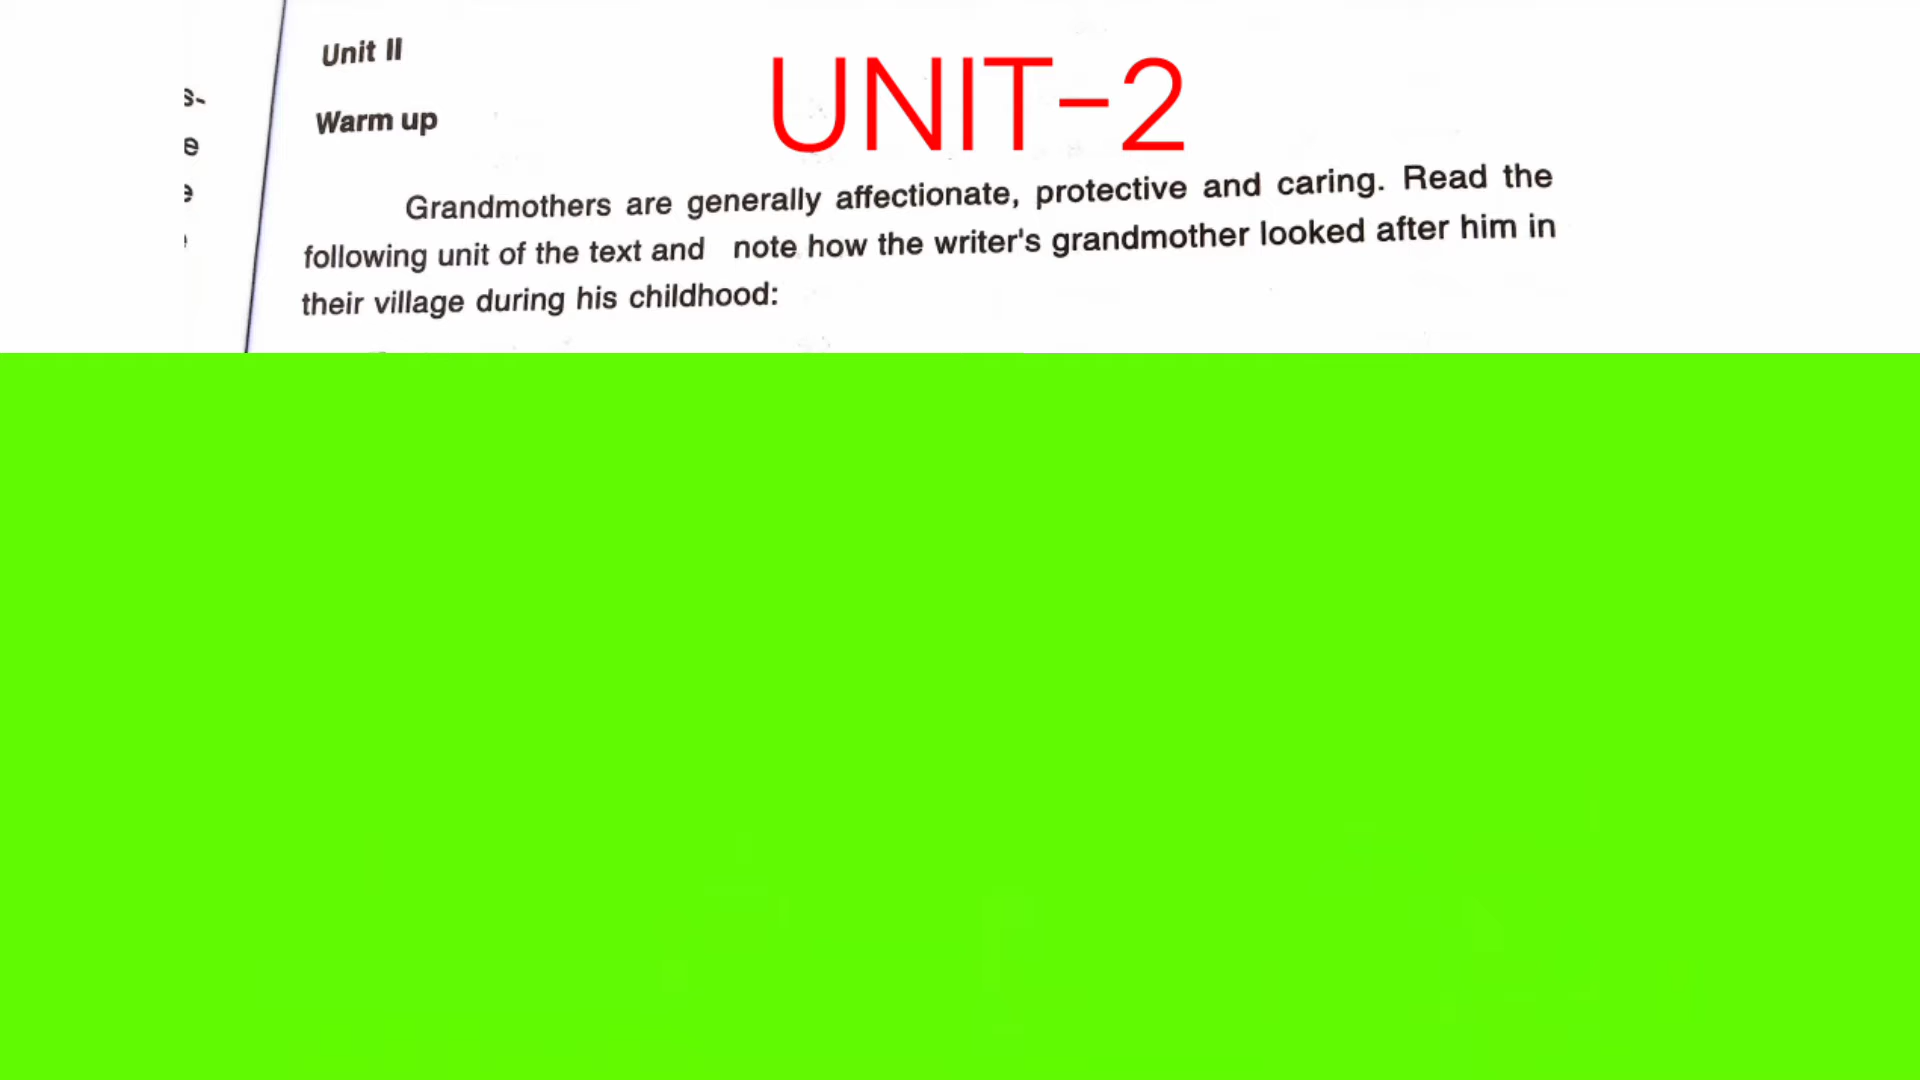 Unit II
UNIT-2
Warm up
Grandmothers are generally affectionate, protective and caring. Read the
following unit of the text and note how the writer's grandmother looked after him in
their village during his childhood:
s-
e
e